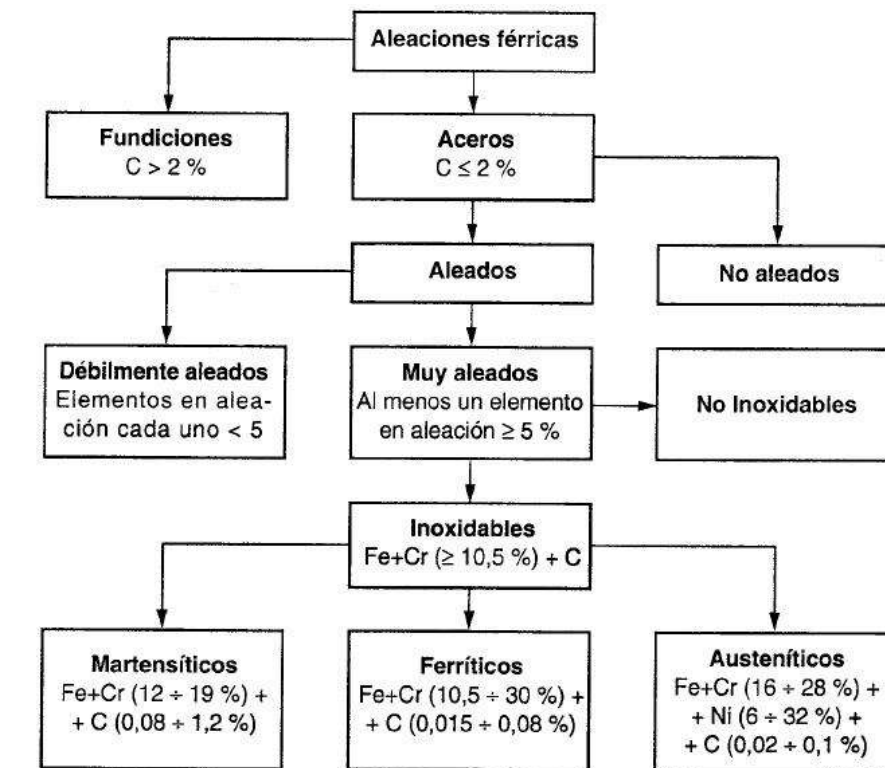 Aleaciones férricas
Fundiciones
C > 2 %
Aceros
C ≤ 2 %
Aleados
No aleados
Débilmente aleados
Elementos en alea-
ción cada uno < 5
Muy aleados
Al menos un elemento
en aleación ≥ 5 %
No Inoxidables
Inoxidables
Fe+Cr (≥ 10,5 %) + C
Martensíticos
Fe+Cr (12 ÷ 19 %) +
+ C (0,08 ÷ 1,2 %)
Ferríticos
Fe+Cr (10,5 ÷ 30 %) +
+ C (0,015 ÷ 0,08 %)
Austeníticos
Fe+Cr (16 ÷ 28 %) +
+ Ni (6 ÷ 32 %) +
+ C (0,02 ÷ 0,1 %)